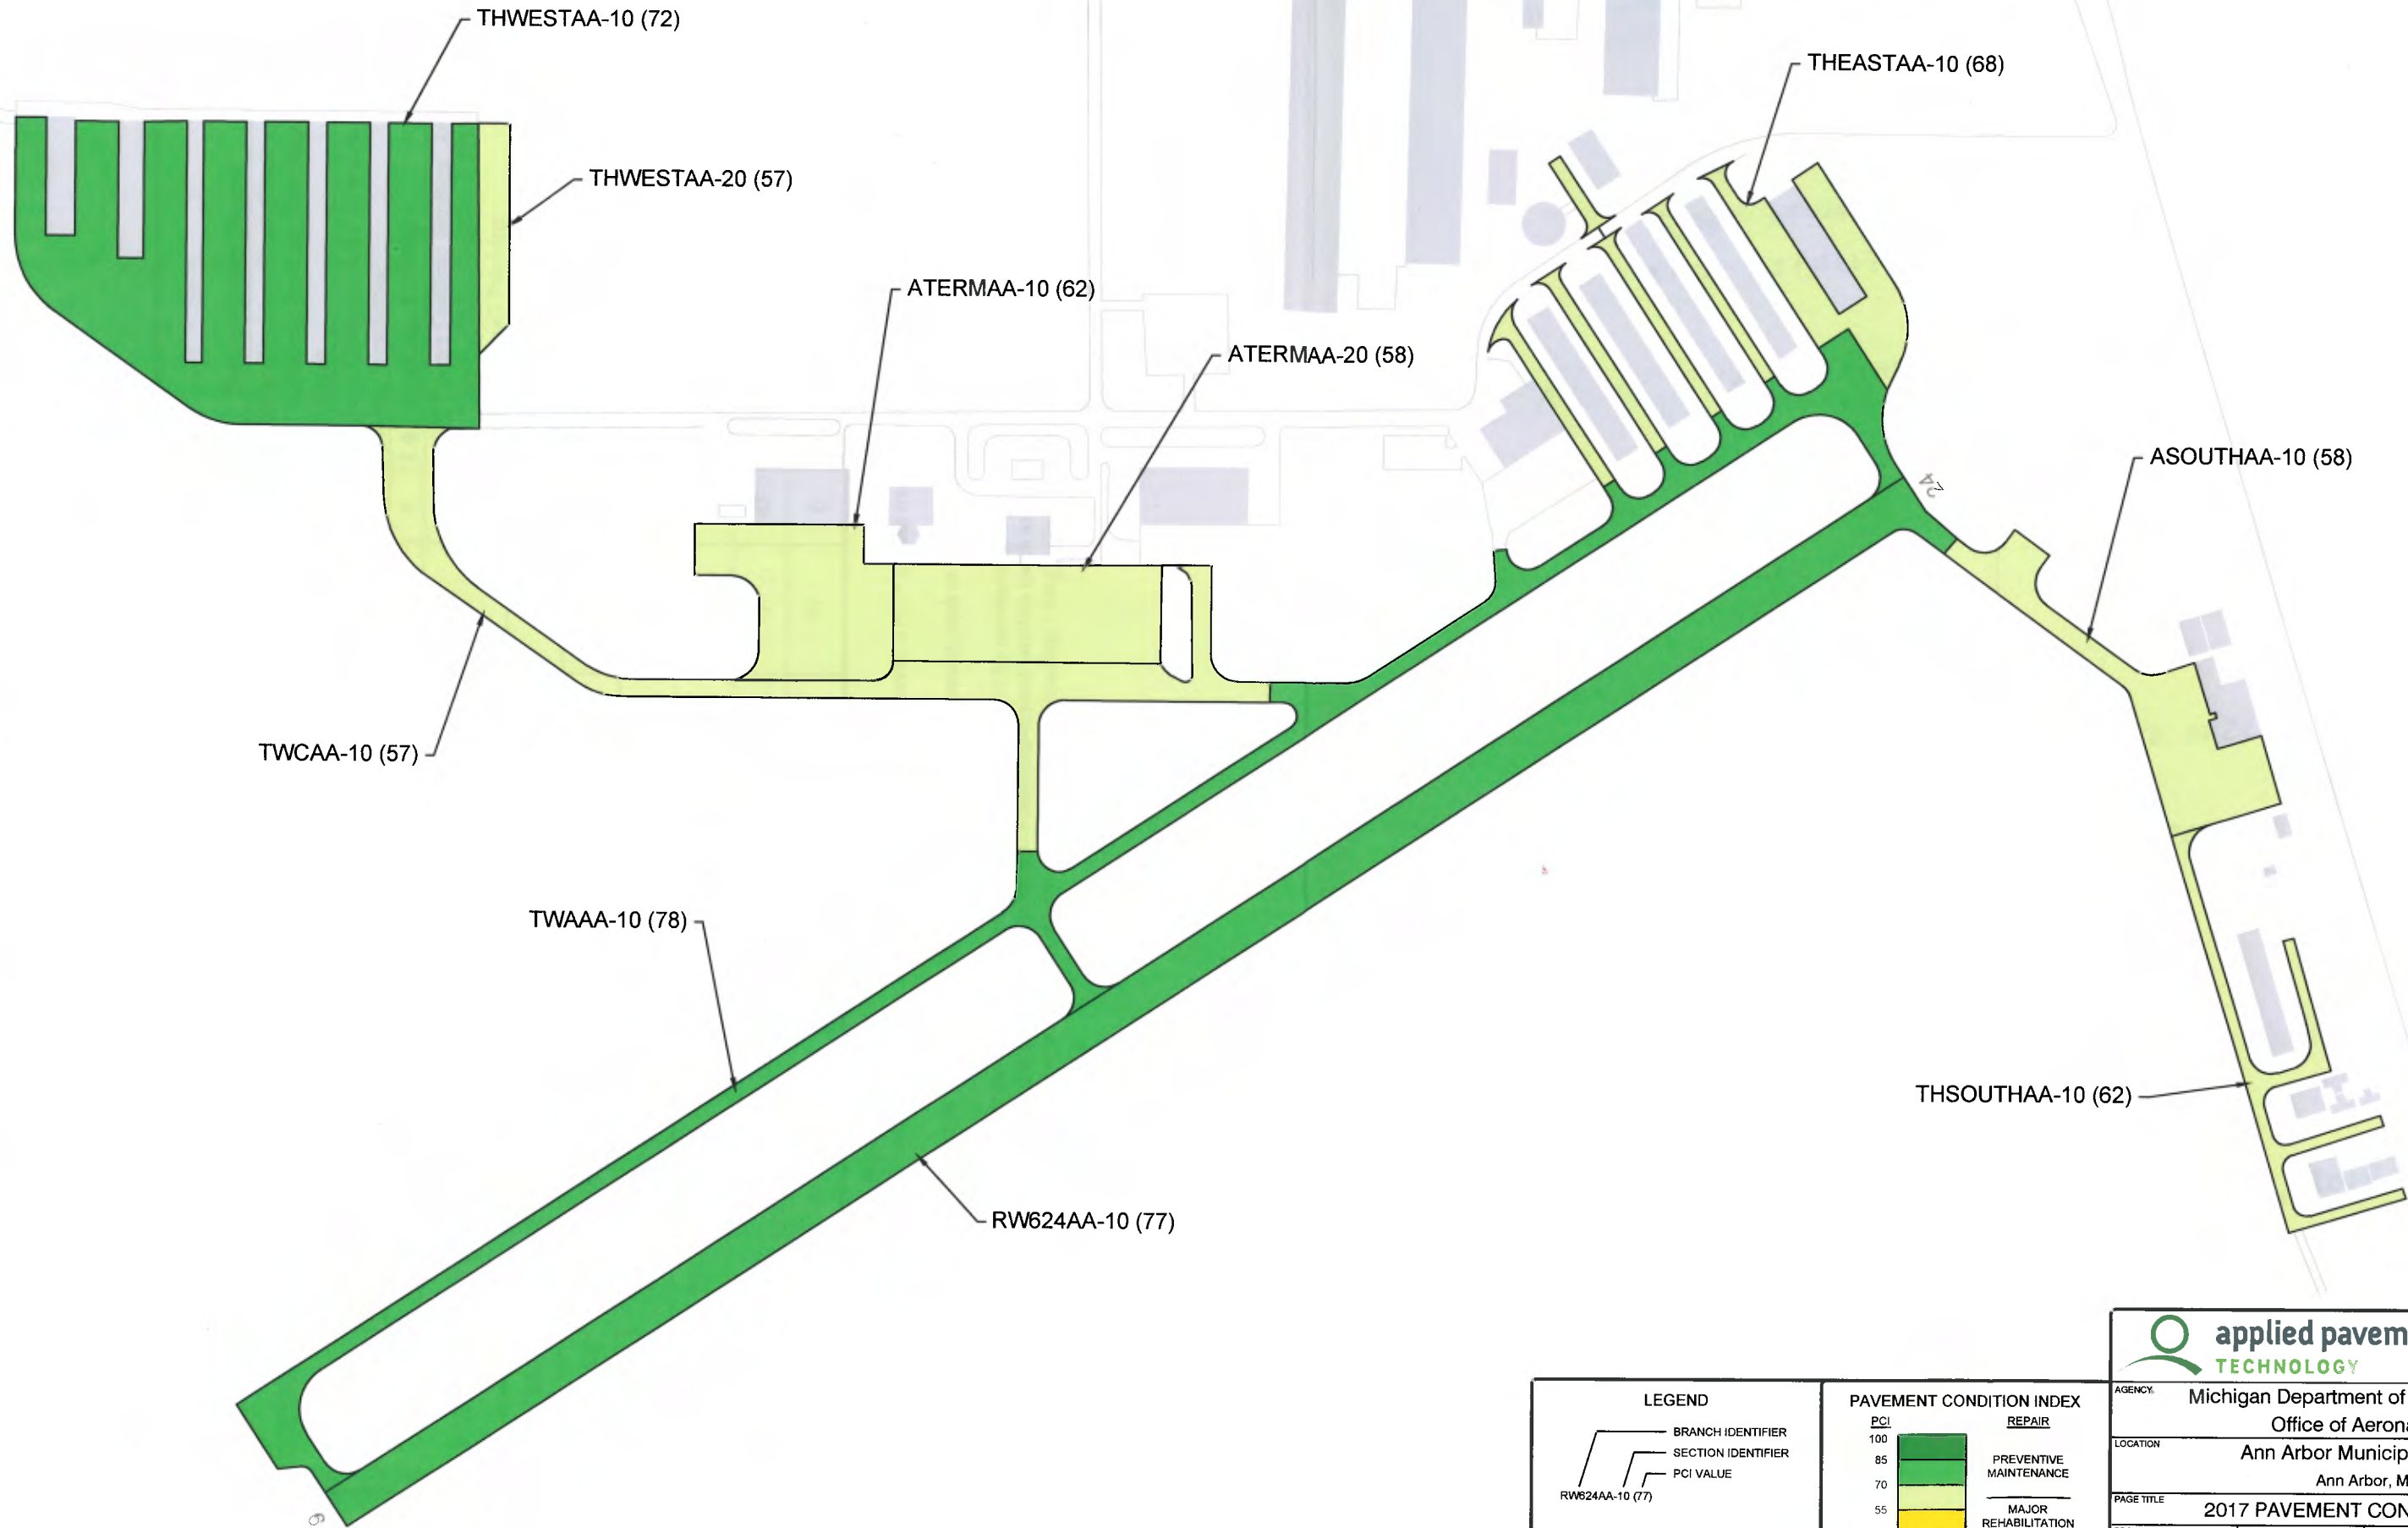 THWESTAA-10 (72)
THEASTAA-10 (68)
THWESTAA-20 (57)
ATERMAA-10 (62)
ATERMAA-20 (58)
ASOUTHAA-10 (58)
24
TWCAA-10 (57)
TWAAA-10 (78)
THSOUTHAA-10 (62)
RW624AA-10 (77)
6
LEGEND
BRANCH IDENTIFIER
SECTION IDENTIFIER
PCI VALUE
RW624AA-10 (77)
PAVEMENT CONDITION INDEX
PCI REPAIR
100
85 PREVENTIVE
MAINTENANCE
70
55 MAJOR
REHABILITATION
applied pavem
TECHNOLOGY
AGENCY: Michigan Department of
Office of Aerona
LOCATION Ann Arbor Municip
Ann Arbor, M
PAGE TITLE 2017 PAVEMENT CON